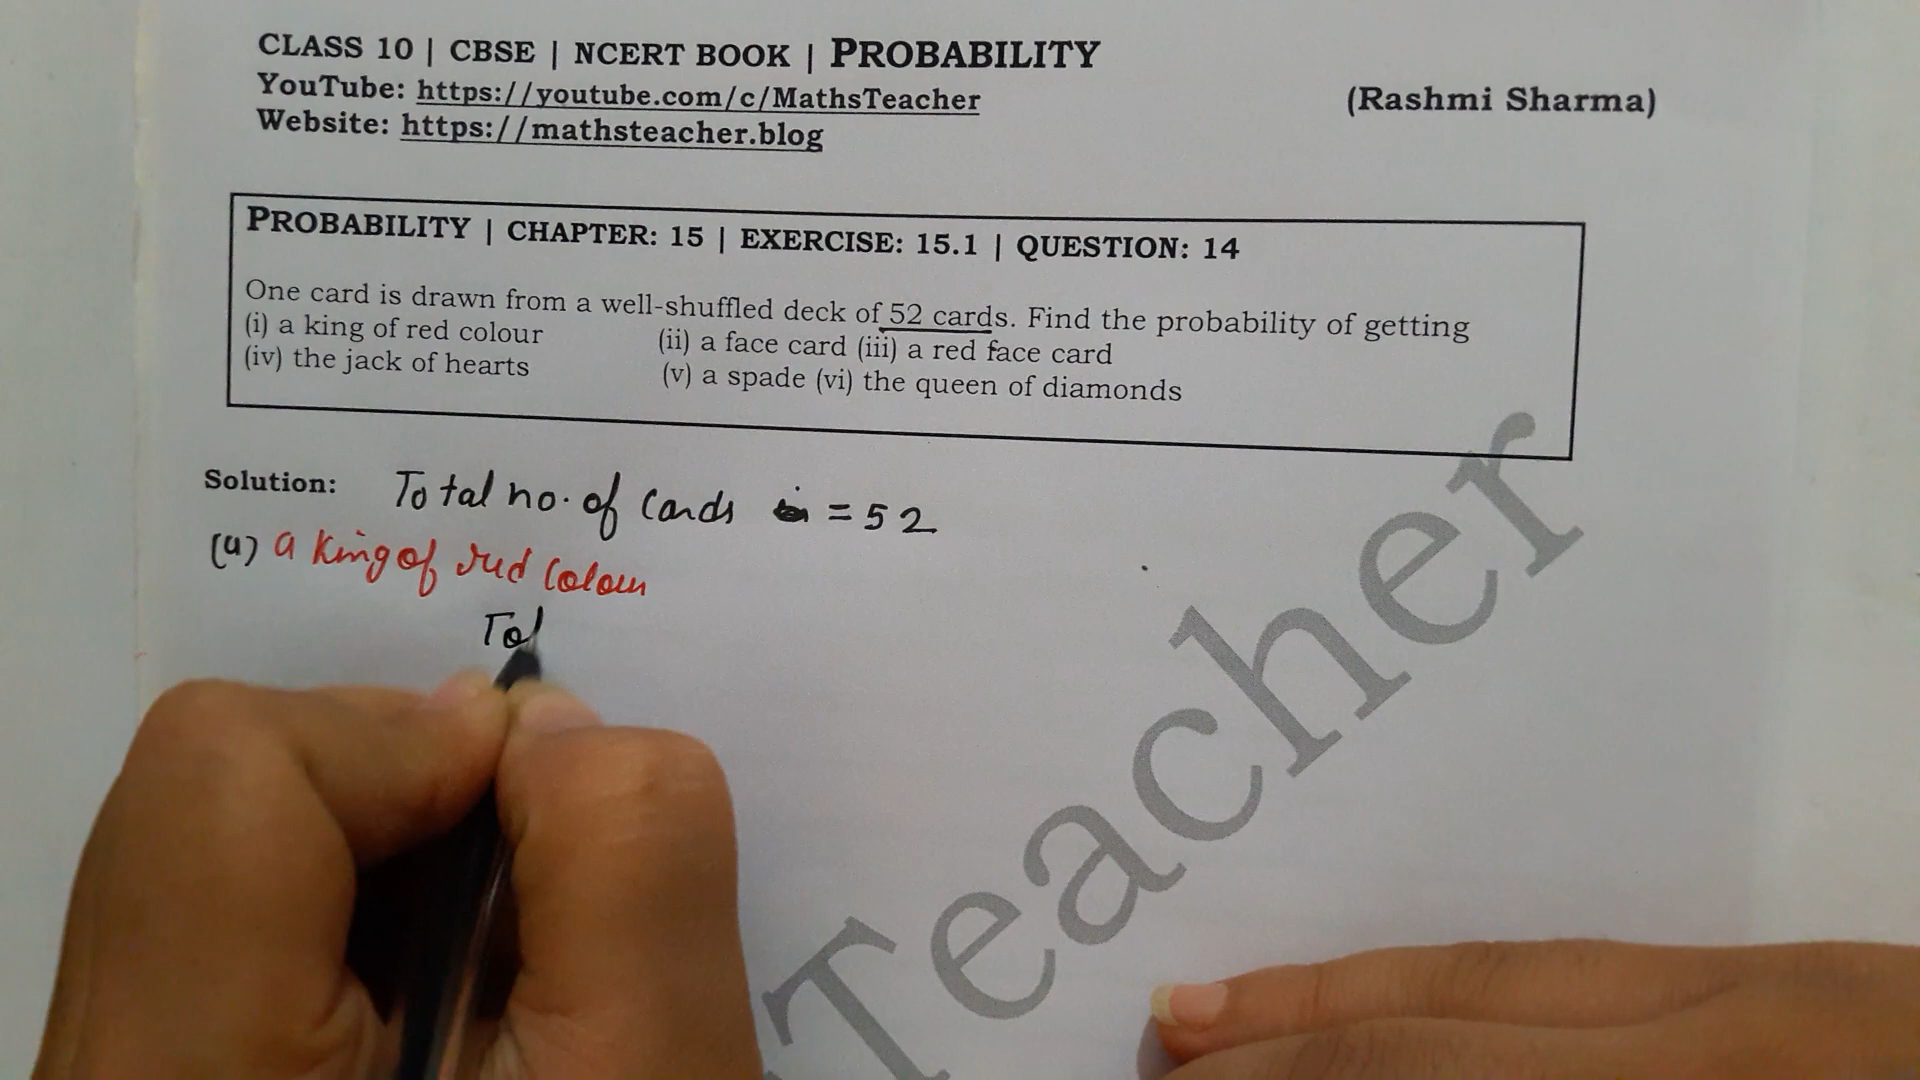 CLASS 10 | CBSE | NCERT BOOK | PROBABILITY
YouTube: https://youtube.com/c/MathsTeacher
(Rashmi Sharma)
Website: https://mathsteacher.blog
PROBABILITY | CHAPTER: 15 | EXERCISE: 15.1 | QUESTION: 14
One card is drawn from a well-shuffled deck of 52 cards. Find the probability of getting
(i) a king of red colour (ii) a face card (iii) a red face card
(iv) the jack of hearts (v) a spade (vi) the queen of diamonds
Solution: Total no. of cards = 52
a king of red colour
Tot
Teacher